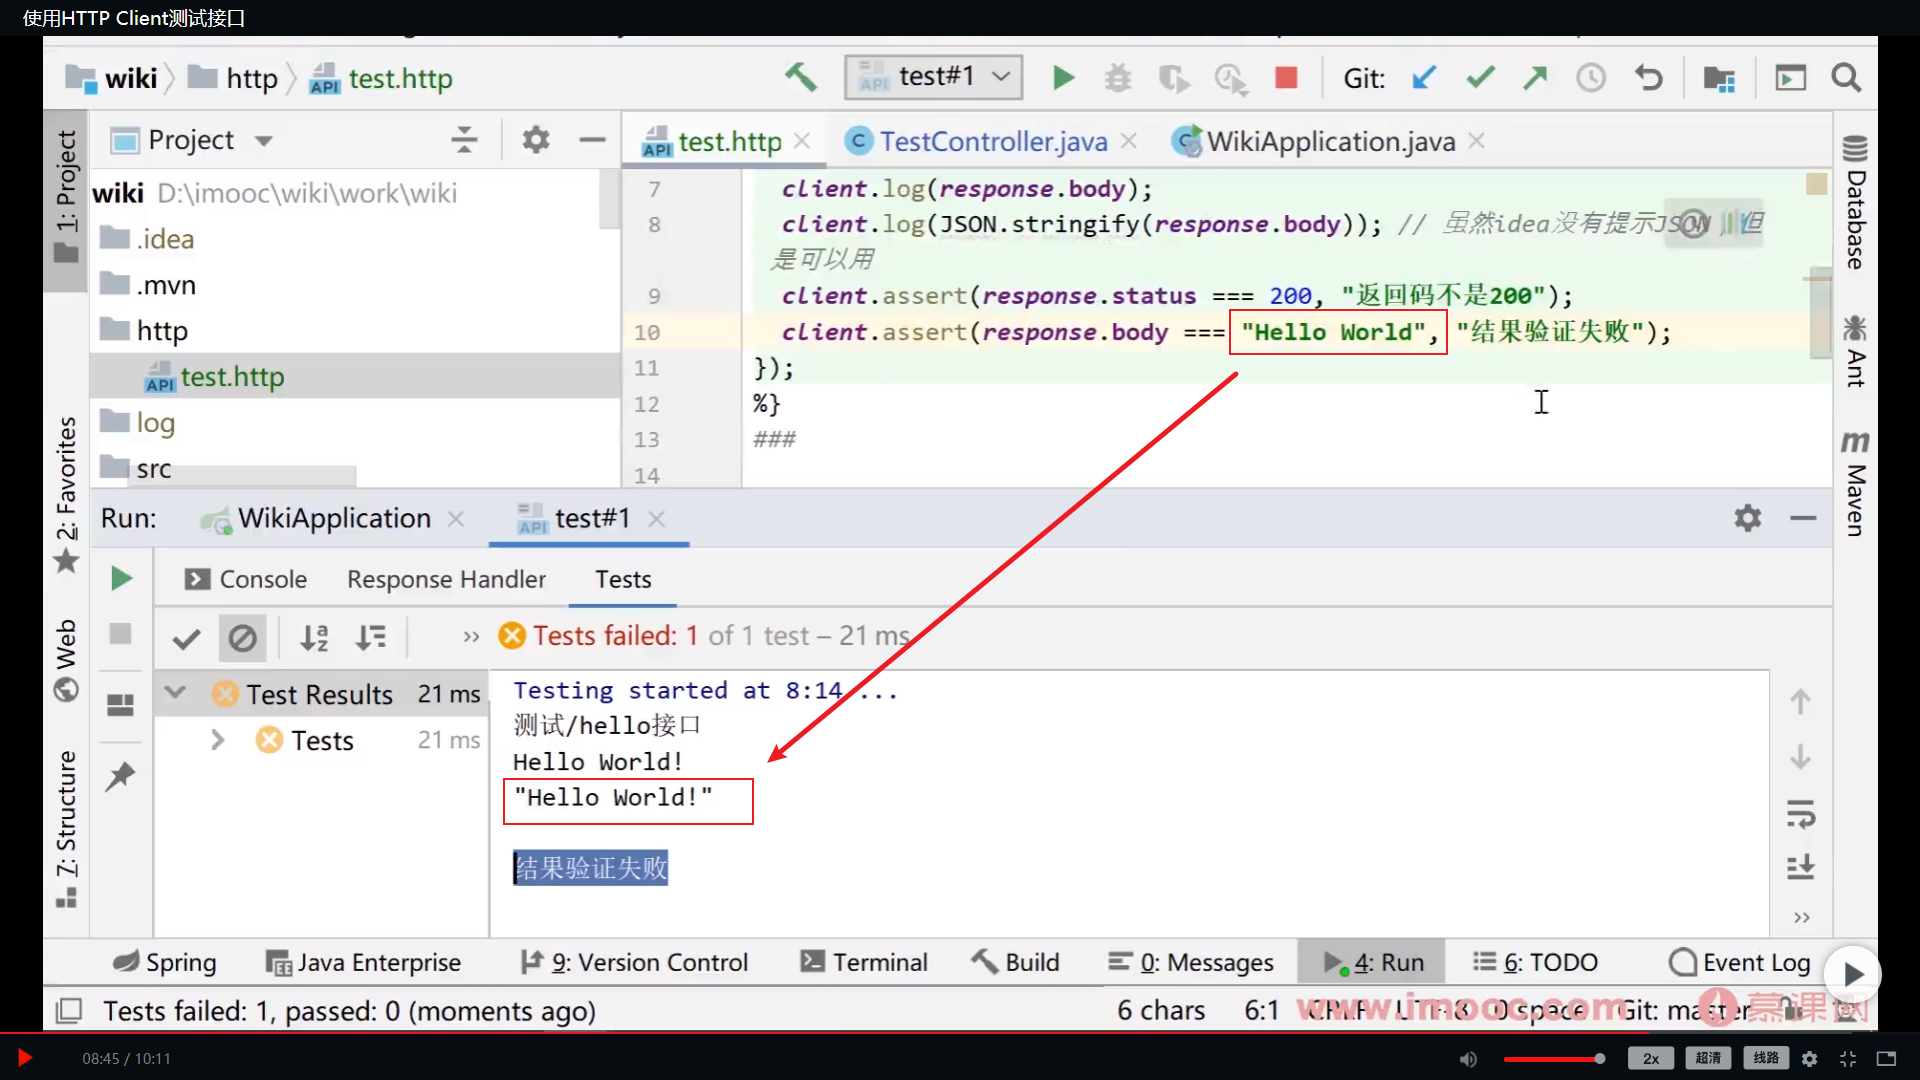 使用HTTP Client测试接口
wiki http test.http
test#1
Git:
1: Project
Project
test.http
TestController.java
WikiApplication.java
wiki D:\imooc\wiki\work\wiki
.idea
.mvn
http
test.http
log
src
7 client.log(response.body);
8 client.log(JSON.stringify(response.body)); // 虽然idea没有提示JSON，但
是可以用
9 client.assert(response.status === 200, "返回码不是200");
10 client.assert(response.body === "Hello World", "结果验证失败");
11 });
12 %}
13 ###
14
Database
Ant
Maven
2: Favorites
Web
7: Structure
Run: WikiApplication test#1
Console Response Handler Tests
Tests failed: 1 of 1 test – 21 ms
Test Results 21 ms
Tests 21 ms
Testing started at 8:14 ...
测试/hello接口
Hello World!
"Hello World!"
结果验证失败
Spring Java Enterprise 9: Version Control Terminal Build 0: Messages 4: Run 6: TODO Event Log
Tests failed: 1, passed: 0 (moments ago)
6 chars 6:1 CRLF UTF-8 Git: master
www.imooc.com 慕课网
08:45 / 10:11
2x 超清 线路